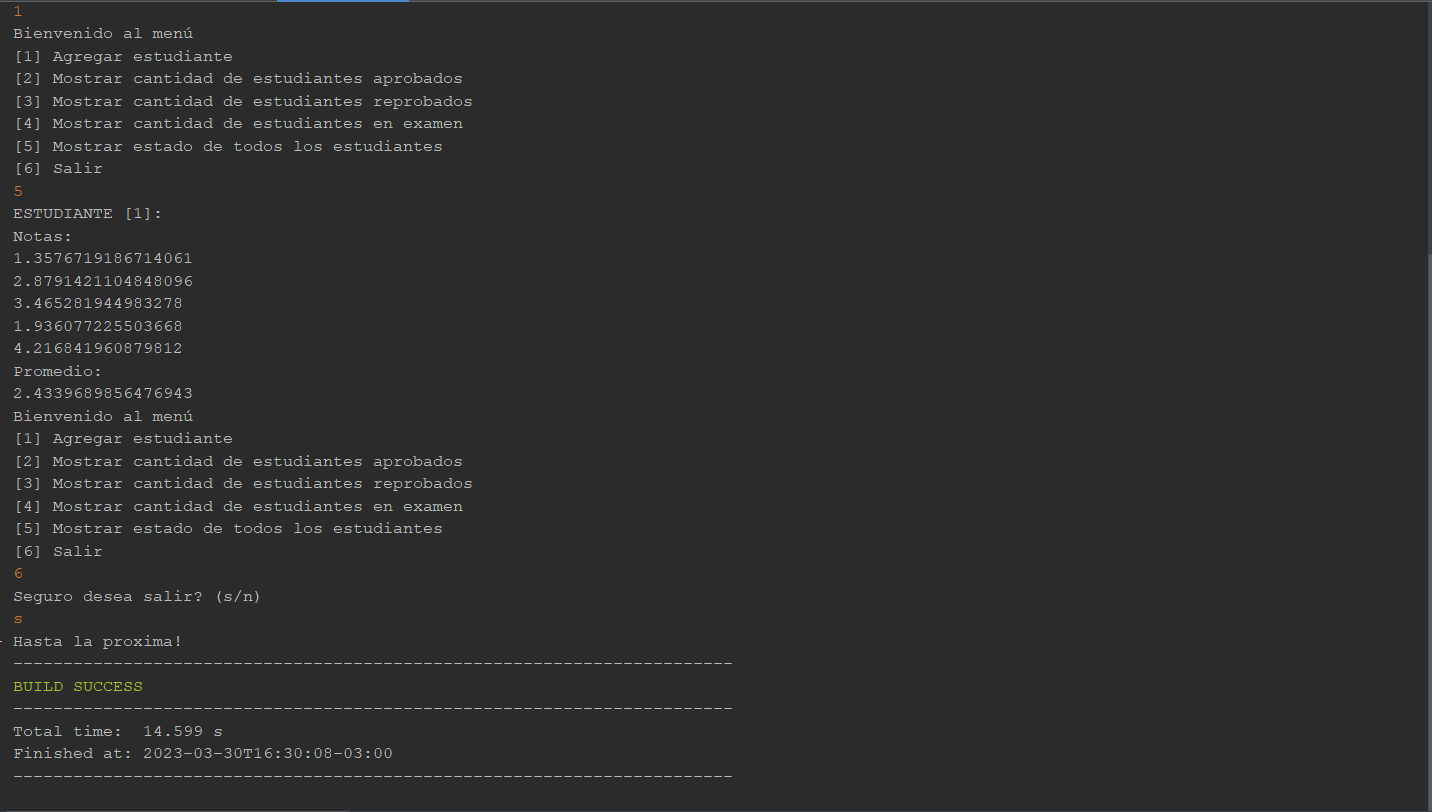 1
Bienvenido al menú
[1] Agregar estudiante
[2] Mostrar cantidad de estudiantes aprobados
[3] Mostrar cantidad de estudiantes reprobados
[4] Mostrar cantidad de estudiantes en examen
[5] Mostrar estado de todos los estudiantes
[6] Salir
5
ESTUDIANTE [1]:
Notas:
1.3576719186714061
2.8791421104848096
3.465281944983278
1.936077225503668
4.216841960879812
Promedio:
2.4339689856476943
Bienvenido al menú
[1] Agregar estudiante
[2] Mostrar cantidad de estudiantes aprobados
[3] Mostrar cantidad de estudiantes reprobados
[4] Mostrar cantidad de estudiantes en examen
[5] Mostrar estado de todos los estudiantes
[6] Salir
6
Seguro desea salir? (s/n)
s
Hasta la proxima!
------------------------------------------------------------------------
BUILD SUCCESS
------------------------------------------------------------------------
Total time:  14.599 s
Finished at: 2023-03-30T16:30:08-03:00
------------------------------------------------------------------------